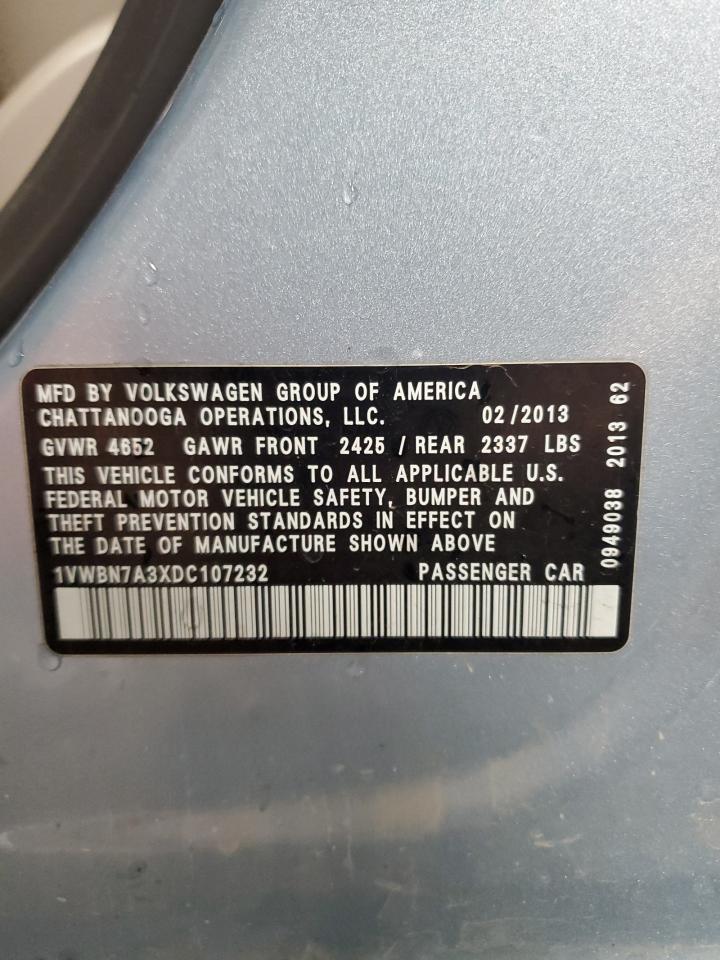 MFD BY VOLKSWAGEN GROUP OF AMERICA
CHATTANOOGA OPERATIONS, LLC. 02/2013
GVWR 4652 GAWR FRONT 2425 / REAR 2337 LBS
THIS VEHICLE CONFORMS TO ALL APPLICABLE U.S.
FEDERAL MOTOR VEHICLE SAFETY, BUMPER AND
THEFT PREVENTION STANDARDS IN EFFECT ON
THE DATE OF MANUFACTURE SHOWN ABOVE
1VWBN7A3XDC107232 PASSENGER CAR
0949038 2013 62